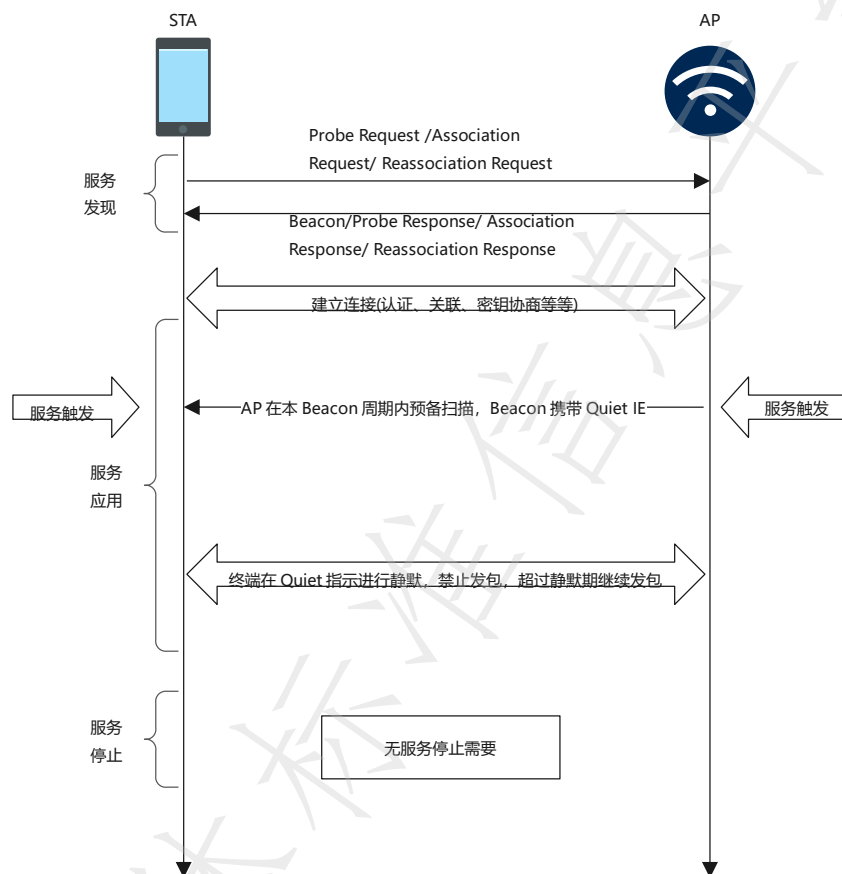 STA
AP
Probe Request /Association
Request/ Reassociation Request
服务
发现
Beacon/Probe Response/ Association
Response/ Reassociation Response
建立连接(认证、关联、密钥协商等等)
服务触发
AP 在本 Beacon 周期内预备扫描，Beacon 携带 Quiet IE
服务触发
服务
应用
终端在 Quiet 指示进行静默，禁止发包，超过静默期继续发包
服务
停止
无服务停止需要
体标准信息